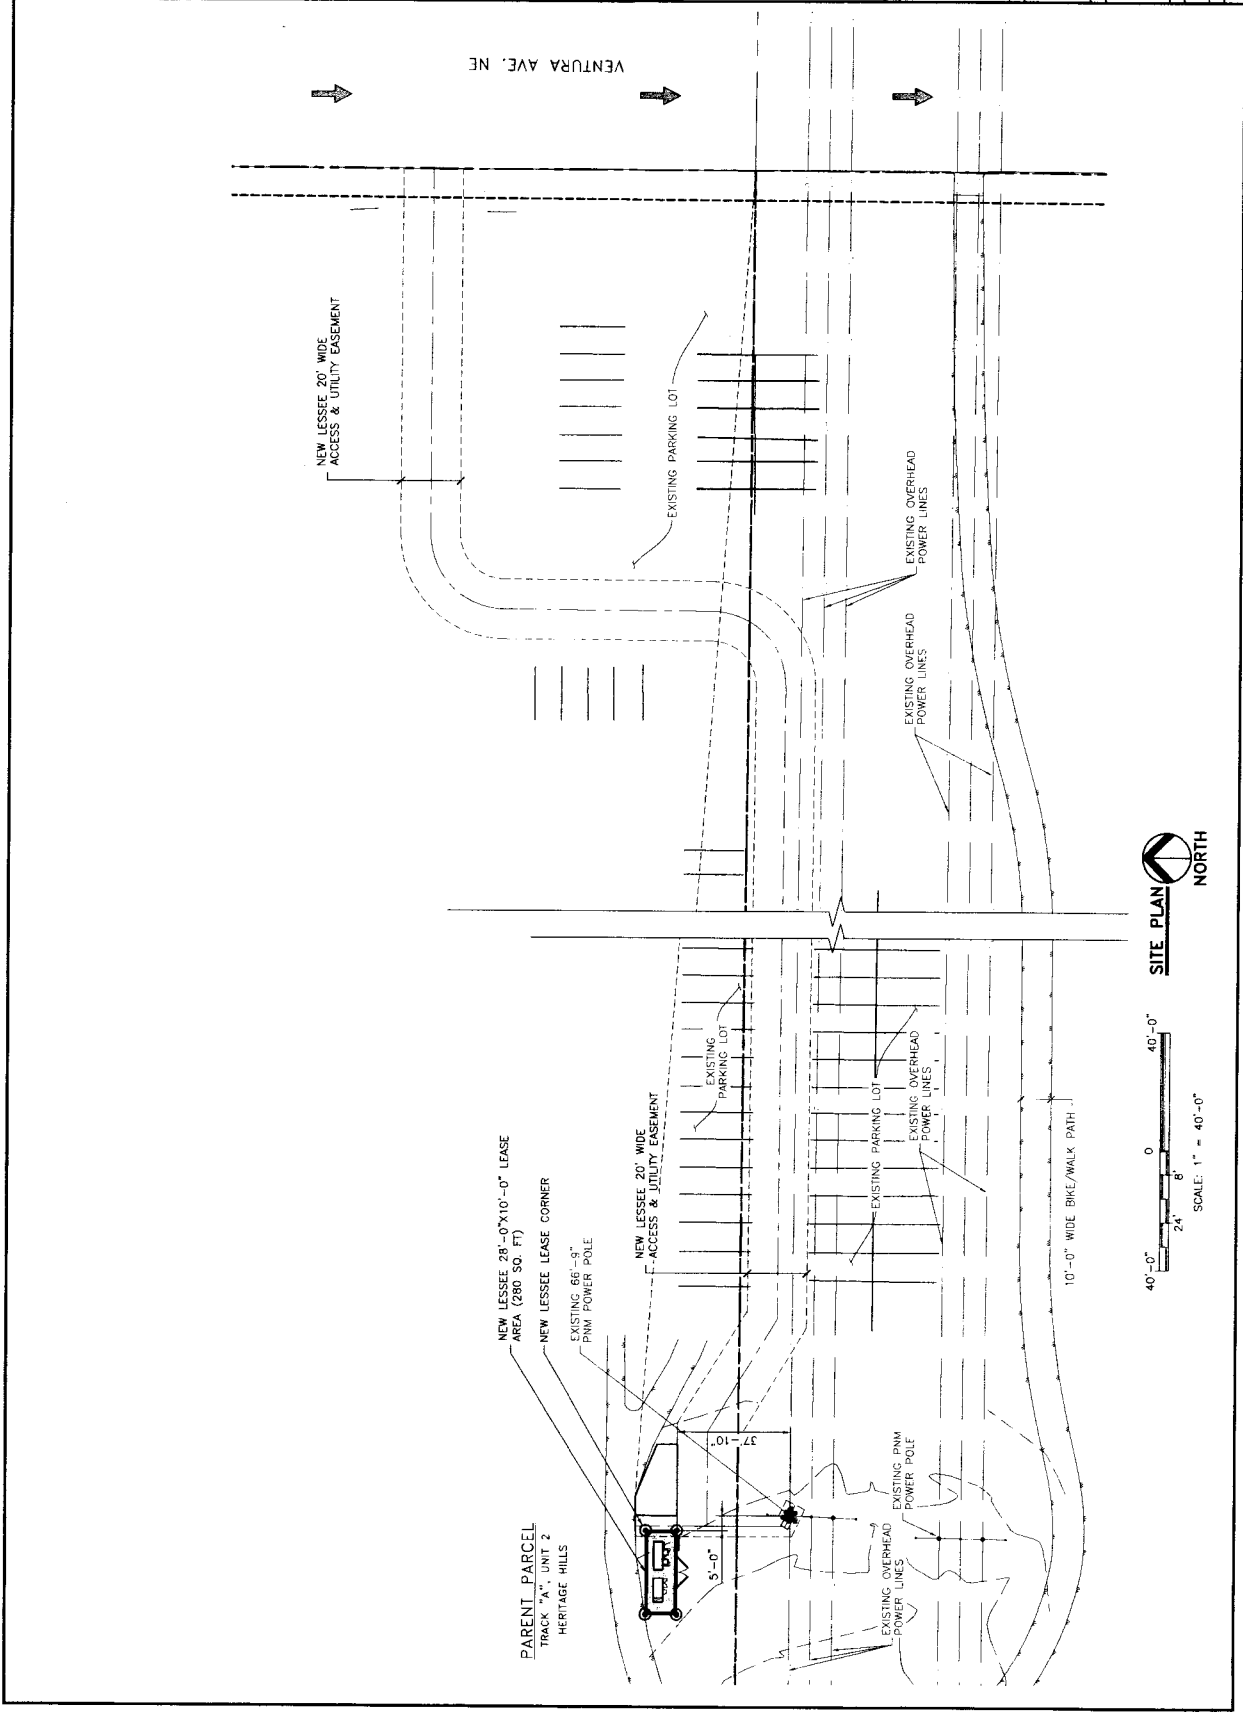 VENTURA AVE. NE
NEW LESSEE 20' WIDE
ACCESS & UTILITY EASEMENT
EXISTING PARKING LOT
EXISTING OVERHEAD
POWER LINES
EXISTING OVERHEAD
POWER LINES
PARENT PARCEL
TRACK "A", UNIT 2
HERITAGE HILLS
NEW LESSEE 28'-0"X10'-0" LEASE
AREA (280 SQ. FT)
NEW LESSEE LEASE CORNER
EXISTING 66'-9"
PNM POWER POLE
NEW LESSEE 20' WIDE
ACCESS & UTILITY EASEMENT
EXISTING
PARKING LOT
EXISTING PARKING LOT
EXISTING OVERHEAD
POWER LINES
37'-10"
5'-0"
EXISTING PNM
POWER POLE
EXISTING OVERHEAD
POWER LINES
10'-0" WIDE BIKE/WALK PATH
40'-0"
24'
8'
0
40'-0"
SCALE: 1" = 40'-0"
SITE PLAN
NORTH